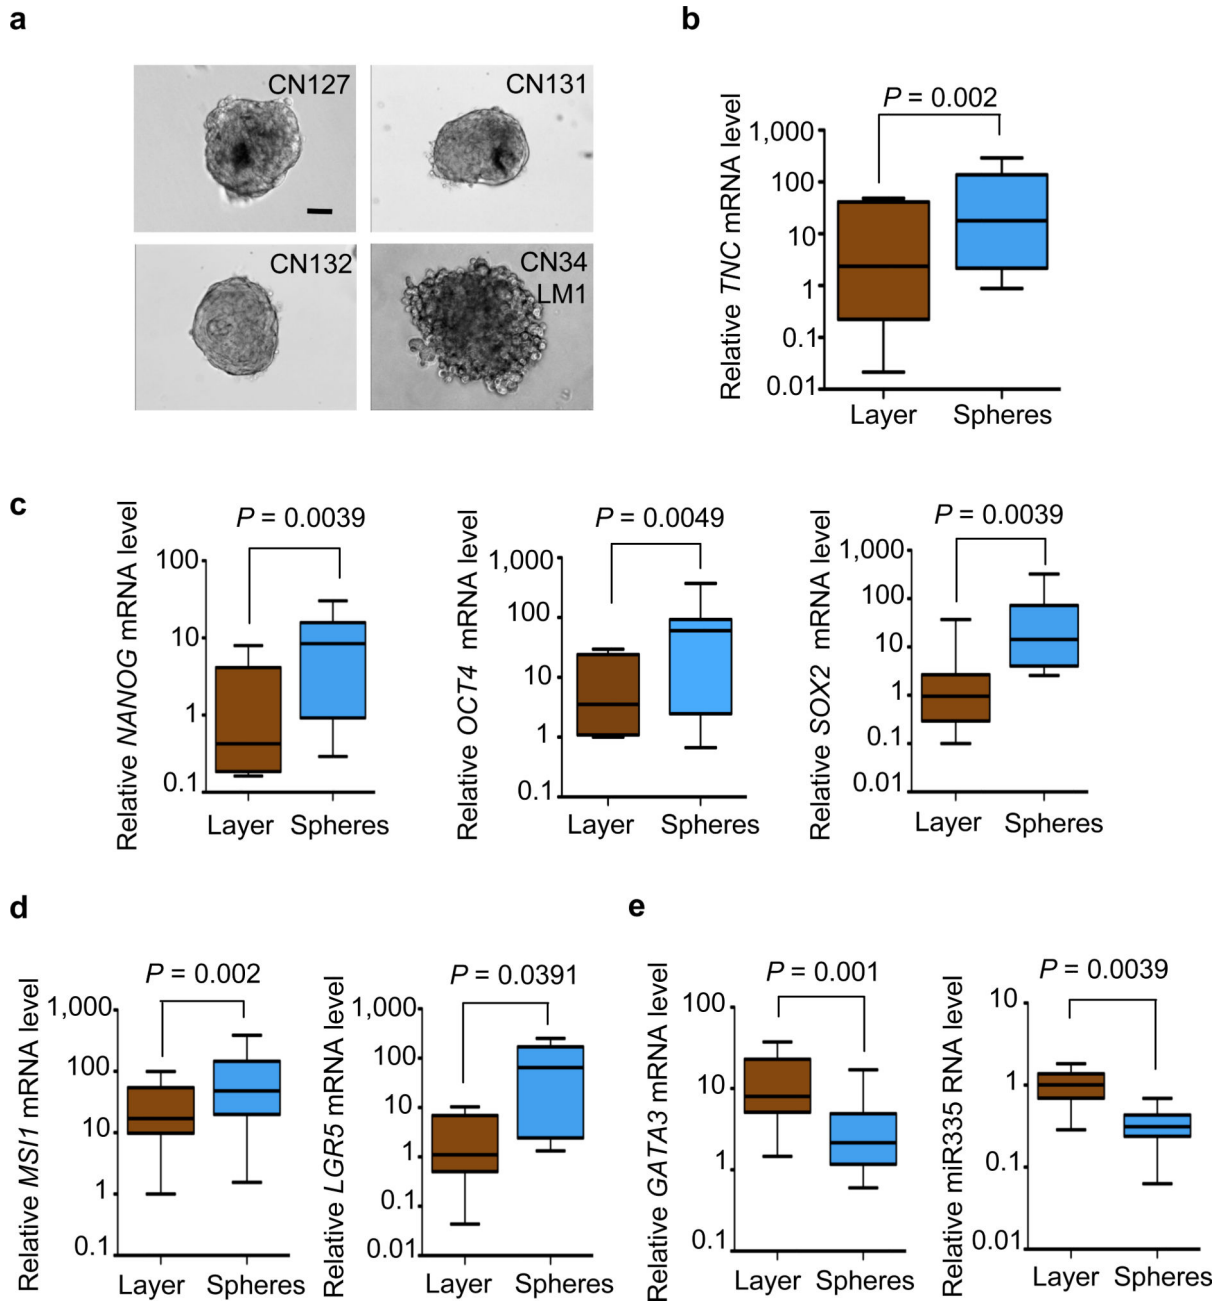 a
CN127
CN131
CN132
CN34
LM1
b
P = 0.002
Relative TNC mRNA level
1,000
100
10
1
0.1
0.01
Layer Spheres
c
P = 0.0039
Relative NANOG mRNA level
100
10
1
0.1
Layer Spheres
P = 0.0049
Relative OCT4 mRNA level
1,000
100
10
1
0.1
Layer Spheres
P = 0.0039
Relative SOX2 mRNA level
1,000
100
10
1
0.1
0.01
Layer Spheres
d
P = 0.002
Relative MSI1 mRNA level
1,000
100
10
1
0.1
Layer Spheres
P = 0.0391
Relative LGR5 mRNA level
1,000
100
10
1
0.1
0.01
Layer Spheres
e
P = 0.001
Relative GATA3 mRNA level
100
10
1
0.1
Layer Spheres
P = 0.0039
Relative miR335 RNA level
10
1
0.1
0.01
Layer Spheres